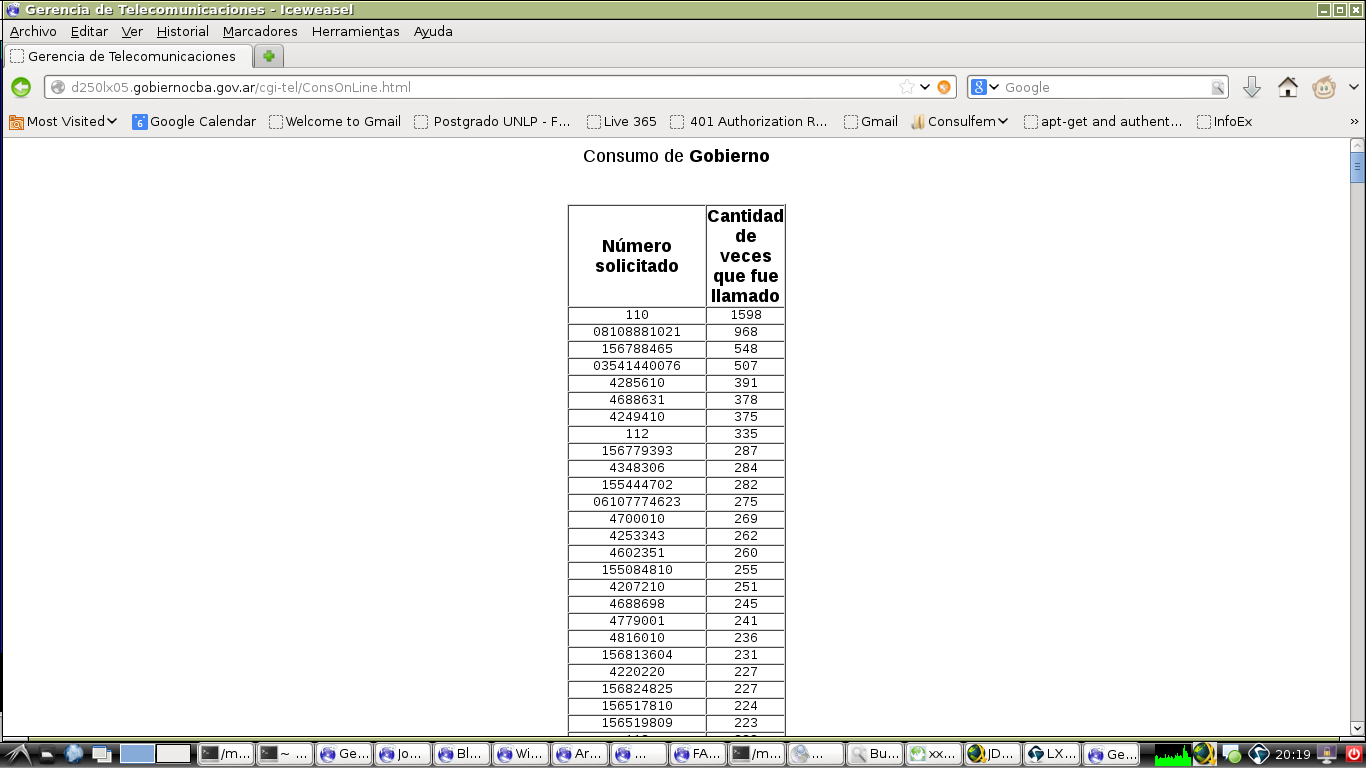 Gerencia de Telecomunicaciones - Iceweasel
Archivo Editar Ver Historial Marcadores Herramientas Ayuda
Gerencia de Telecomunicaciones
d250lx05.gobiernocba.gov.ar/cgi-tel/ConsOnLine.html
Google
Most Visited Google Calendar Welcome to Gmail Postgrado UNLP - F... Live 365 401 Authorization R... Gmail Consulfem apt-get and authent... InfoEx »
Consumo de Gobierno
Número solicitado
Cantidad de veces que fue llamado
110 1598
08108881021 968
156788465 548
03541440076 507
4285610 391
4688631 378
4249410 375
112 335
156779393 287
4348306 284
155444702 282
06107774623 275
4700010 269
4253343 262
4602351 260
155084810 255
4207210 251
4688698 245
4779001 241
4816010 236
156813604 231
4220220 227
156824825 227
156517810 224
156519809 223
/m... ~ Ge... Jo... Bl... Wi... Ar... ... FA... /m... ... Bu... xx... JD... LX... Ge... 20:19